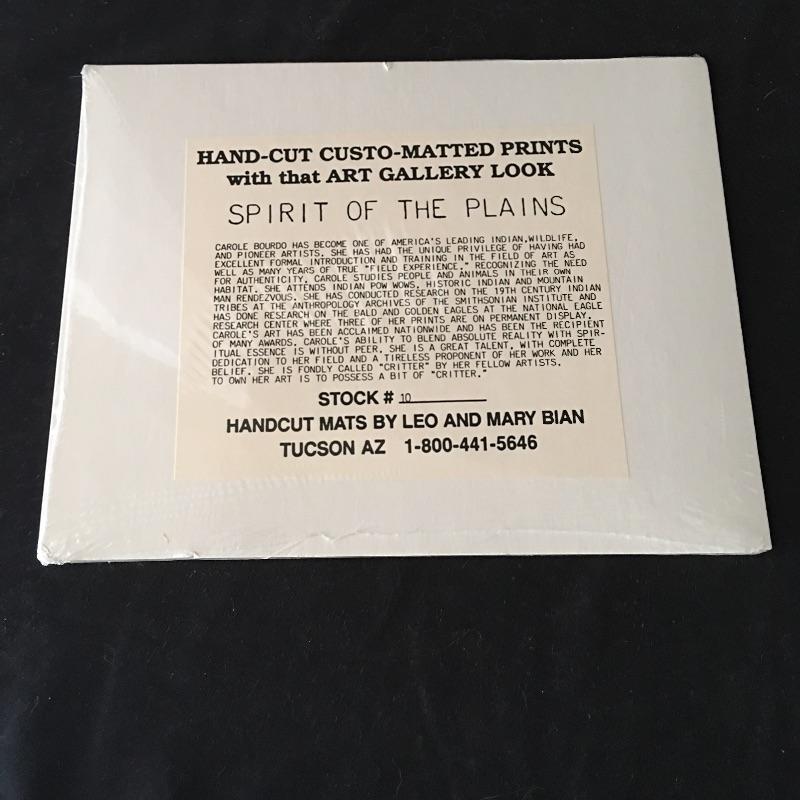 HAND-CUT CUSTO-MATTED PRINTS
with that ART GALLERY LOOK
SPIRIT OF THE PLAINS
CAROLE BOURDO HAS BECOME ONE OF AMERICA'S LEADING INDIAN,WILDLIFE,
AND PIONEER ARTISTS. SHE HAS HAD THE UNIQUE PRIVILEGE OF HAVING HAD
EXCELLENT FORMAL INTRODUCTION AND TRAINING IN THE FIELD OF ART AS
WELL AS MANY YEARS OF TRUE "FIELD EXPERIENCE." RECOGNIZING THE NEED
FOR AUTHENTICITY, CAROLE STUDIES PEOPLE AND ANIMALS IN THEIR OWN
HABITAT. SHE ATTENDS INDIAN POW WOWS, HISTORIC INDIAN AND MOUNTAIN
MAN RENDEZVOUS. SHE HAS CONDUCTED RESEARCH ON THE 19TH CENTURY INDIAN
TRIBES AT THE ANTHROPOLOGY ARCHIVES OF THE SMITHSONIAN INSTITUTE AND
HAS DONE RESEARCH ON THE BALD AND GOLDEN EAGLES AT THE NATIONAL EAGLE
RESEARCH CENTER WHERE THREE OF HER PRINTS ARE ON PERMANENT DISPLAY.
CAROLE'S ART HAS BEEN ACCLAIMED NATIONWIDE AND HAS BEEN THE RECIPIENT
OF MANY AWARDS. CAROLE'S ABILITY TO BLEND ABSOLUTE REALITY WITH SPIR-
ITUAL ESSENCE IS WITHOUT PEER. SHE IS A GREAT TALENT, WITH COMPLETE
DEDICATION TO HER FIELD AND A TIRELESS PROPONENT OF HER WORK AND HER
BELIEF. SHE IS FONDLY CALLED "CRITTER" BY HER FELLOW ARTISTS.
TO OWN HER ART IS TO POSSESS A BIT OF "CRITTER."
STOCK # 10
HANDCUT MATS BY LEO AND MARY BIAN
TUCSON AZ 1-800-441-5646